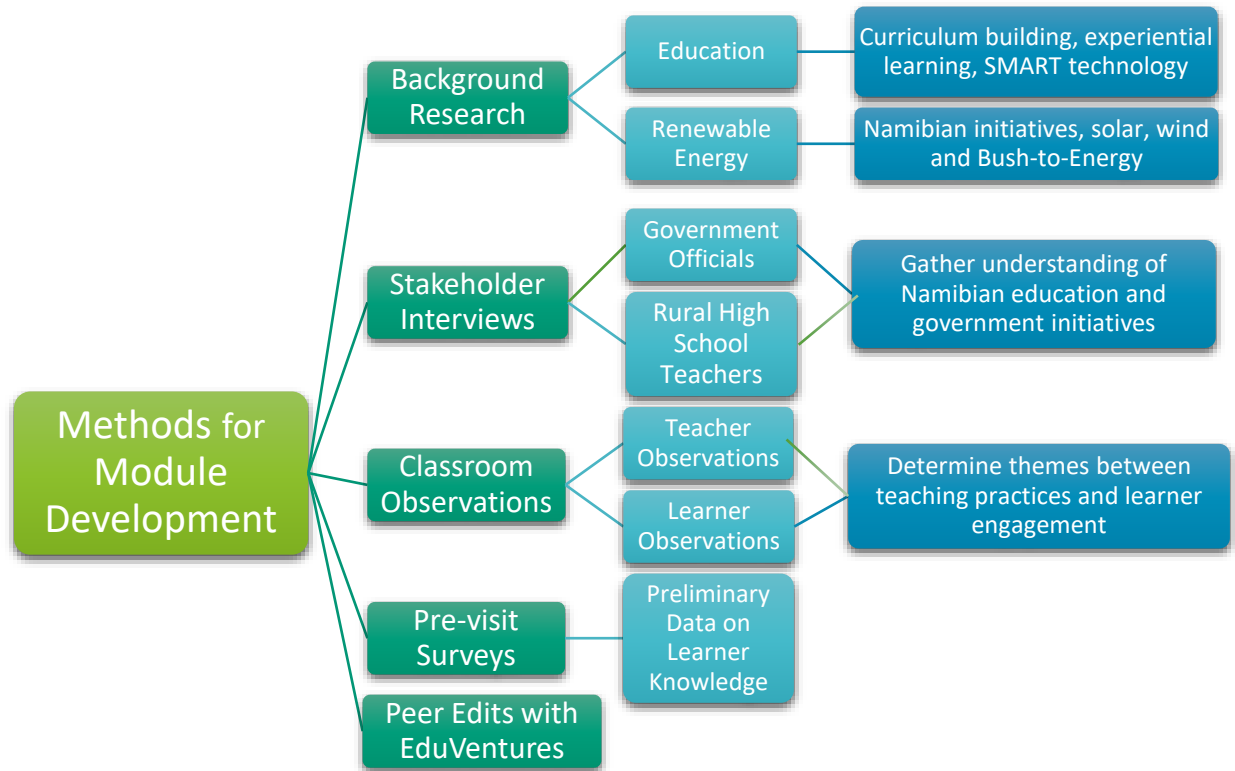 Background
Research
Education
Curriculum building, experiential
learning, SMART technology
Renewable
Energy
Namibian initiatives, solar, wind
and Bush-to-Energy
Stakeholder
Interviews
Government
Officials
Rural High
School
Teachers
Gather understanding of
Namibian education and
government initiatives
Methods for
Module
Development
Classroom
Observations
Teacher
Observations
Learner
Observations
Determine themes between
teaching practices and learner
engagement
Pre-visit
Surveys
Preliminary
Data on
Learner
Knowledge
Peer Edits with
EduVentures